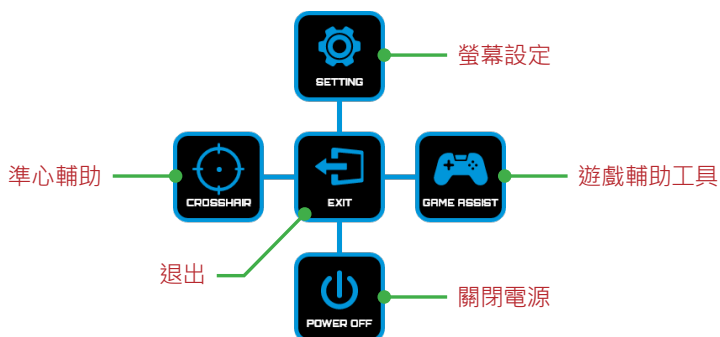 SETTING
螢幕設定
準心輔助
CROSSHAIR
EXIT
GAME ASSIST
遊戲輔助工具
退出
POWER OFF
關閉電源